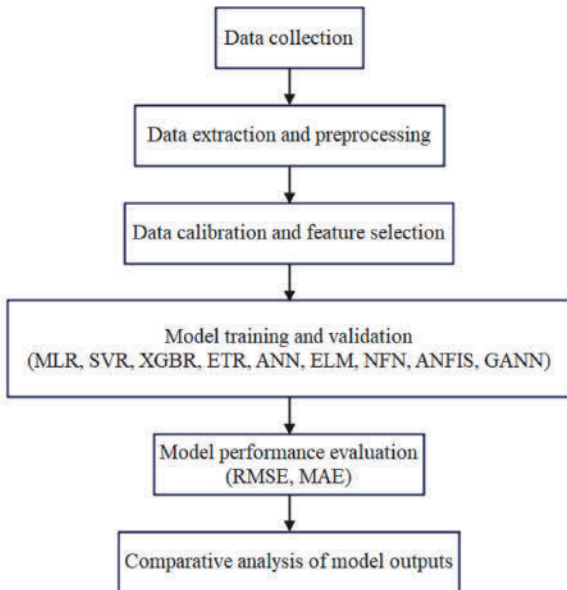 Data collection
Data extraction and preprocessing
Data calibration and feature selection
Model training and validation
(MLR, SVR, XGBR, ETR, ANN, ELM, NFN, ANFIS, GANN)
Model performance evaluation
(RMSE, MAE)
Comparative analysis of model outputs